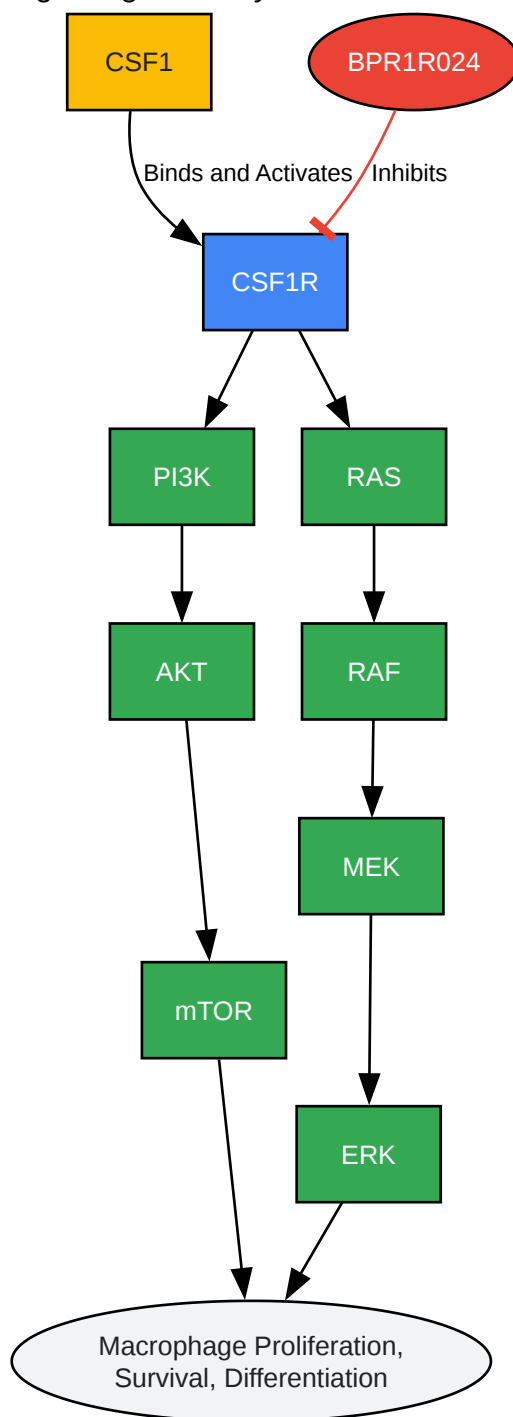 CSF1
BPR1R024
Binds and Activates
Inhibits
CSF1R
PI3K
RAS
AKT
RAF
MEK
mTOR
ERK
Macrophage Proliferation,
Survival, Differentiation